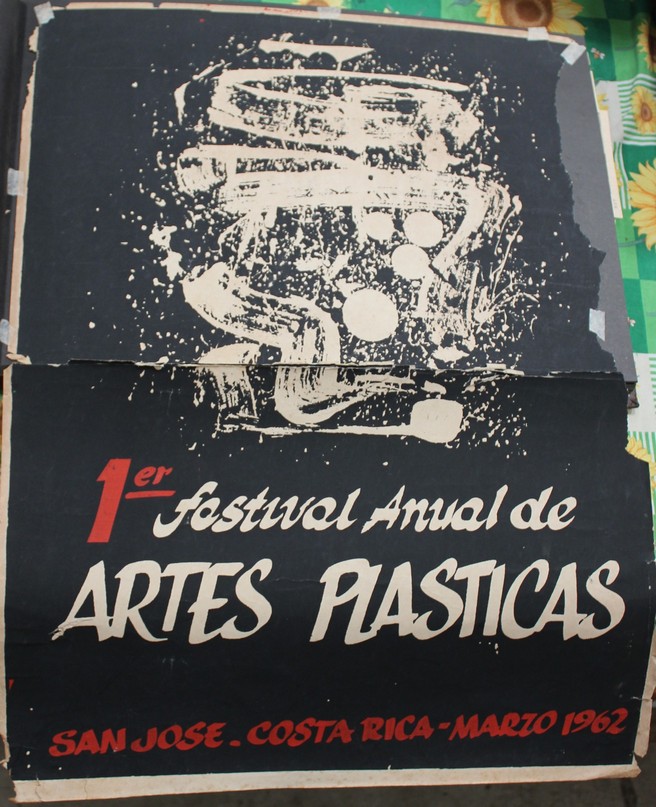 1er festival Anual de
ARTES PLASTICAS
SAN JOSE - COSTA RICA - MARZO 1962